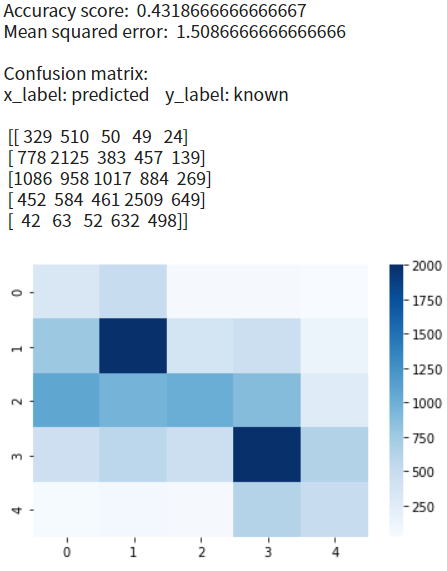 Accuracy score: 0.4318666666666667
Mean squared error: 1.5086666666666666
Confusion matrix:
x_label: predicted y_label: known
[[ 329 510 50 49 24]
[ 778 2125 383 457 139]
[1086 958 1017 884 269]
[ 452 584 461 2509 649]
[ 42 63 52 632 498]]
0
1
2
3
4
0 1 2 3 4
2000
1750
1500
1250
1000
750
500
250